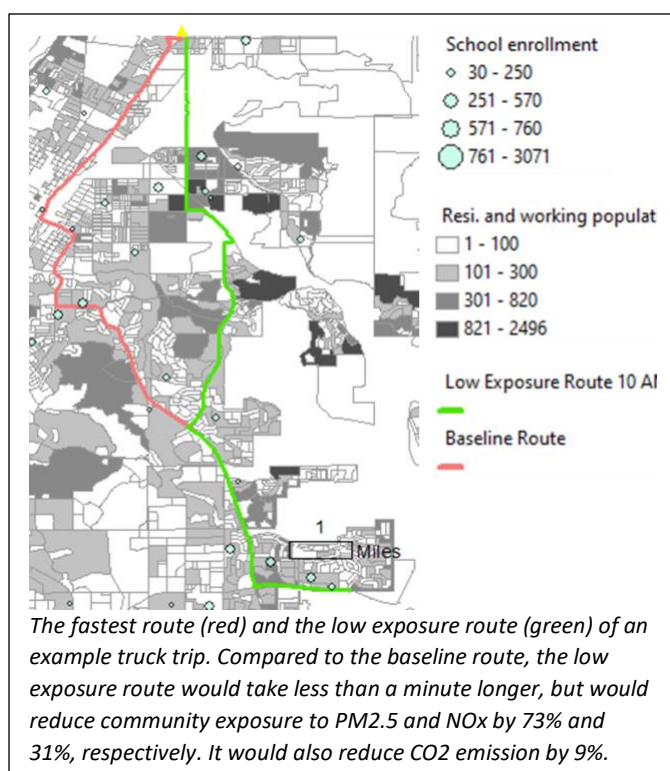 School enrollment
30 - 250
251 - 570
571 - 760
761 - 3071
Resi. and working populat
1 - 100
101 - 300
301 - 820
821 - 2496
Low Exposure Route 10 AM
Baseline Route
1
Miles
The fastest route (red) and the low exposure route (green) of an
example truck trip. Compared to the baseline route, the low
exposure route would take less than a minute longer, but would
reduce community exposure to PM2.5 and NOx by 73% and
31%, respectively. It would also reduce CO2 emission by 9%.